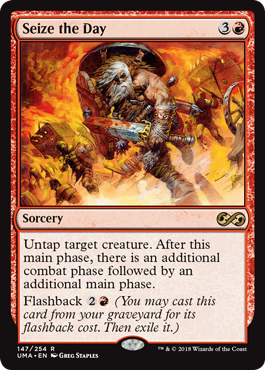 Seize the Day 3
Sorcery
Untap target creature. After this
main phase, there is an additional
combat phase followed by an
additional main phase.
Flashback 2 (You may cast this
card from your graveyard for its
flashback cost. Then exile it.)
147/254 R
UMA • EN Greg Staples ™ & © 2018 Wizards of the Coast